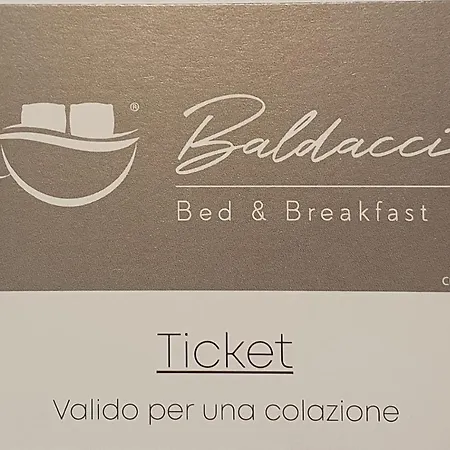 ®
Baldacci
Bed & Breakfast
C
Ticket
Valido per una colazione